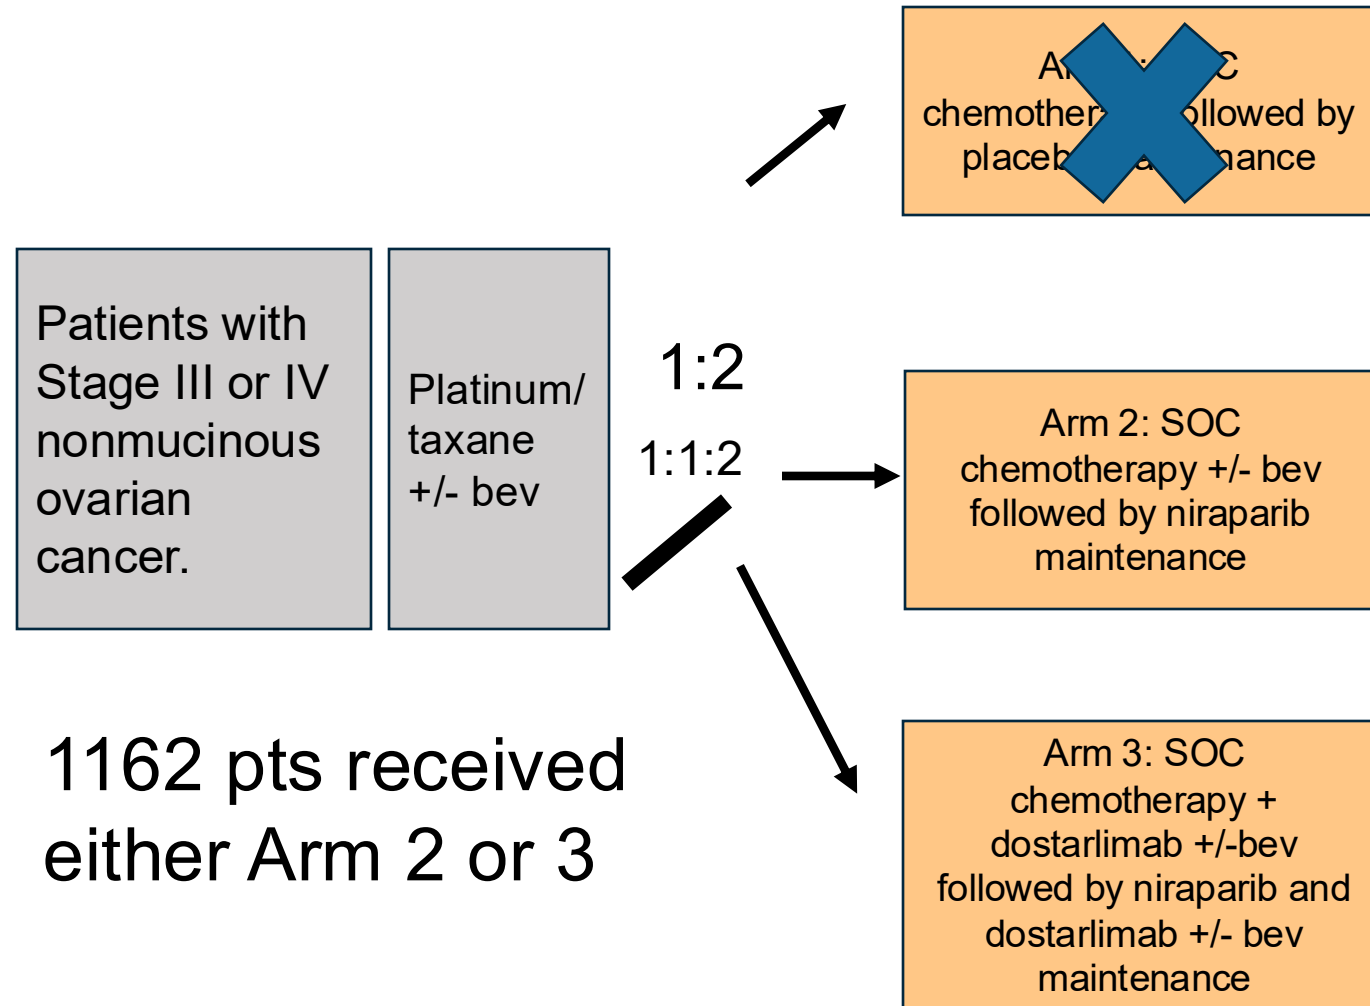 chemother ollowed by
placeb nance
Patients with
Stage III or IV
nonmucinous
ovarian
cancer.
Platinum/
taxane
+/- bev
1:2
1:1:2
Arm 2: SOC
chemotherapy +/- bev
followed by niraparib
maintenance
1162 pts received
either Arm 2 or 3
Arm 3: SOC
chemotherapy +
dostarlimab +/-bev
followed by niraparib and
dostarlimab +/- bev
maintenance